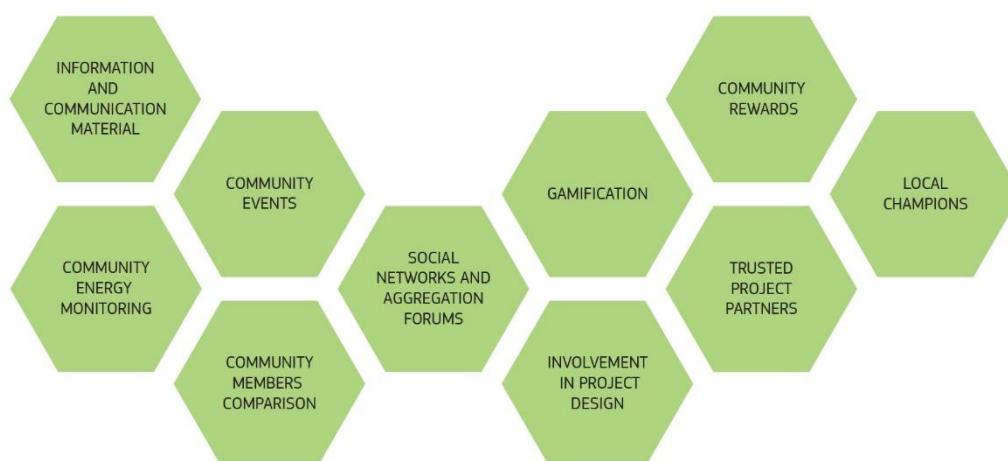 INFORMATION
AND
COMMUNICATION
MATERIAL
COMMUNITY
EVENTS
COMMUNITY
ENERGY
MONITORING
COMMUNITY
MEMBERS
COMPARISON
SOCIAL
NETWORKS AND
AGGREGATION
FORUMS
GAMIFICATION
INVOLVEMENT
IN PROJECT
DESIGN
COMMUNITY
REWARDS
TRUSTED
PROJECT
PARTNERS
LOCAL
CHAMPIONS